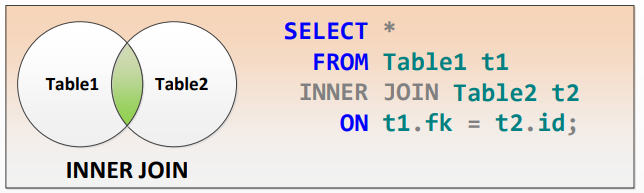 Table1
Table2
INNER JOIN
SELECT *
FROM Table1 t1
INNER JOIN Table2 t2
ON t1.fk = t2.id;